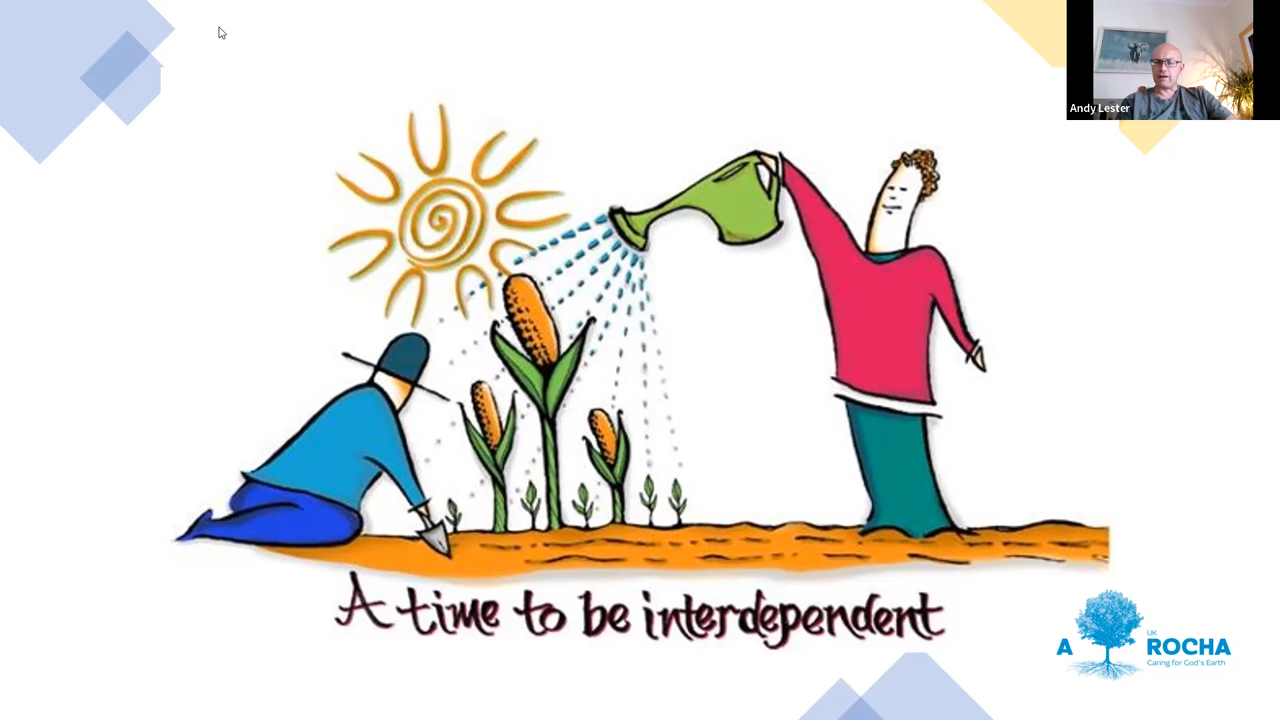 Andy Lester
A time to be interdependent
UK
A ROCHA
Caring for God's Earth